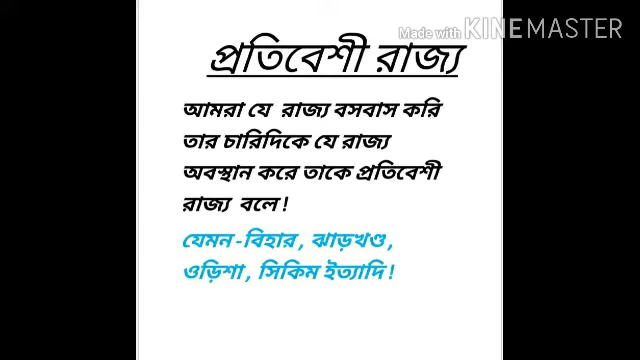 Made with KINEMASTER
প্রতিবেশী রাজ্য
আমরা যে রাজ্য বসবাস করি
তার চারিদিকে যে রাজ্য
অবস্থান করে তাকে প্রতিবেশী
রাজ্য বলে !
যেমন - বিহার , ঝাড়খণ্ড ,
ওড়িশা , সিকিম ইত্যাদি !